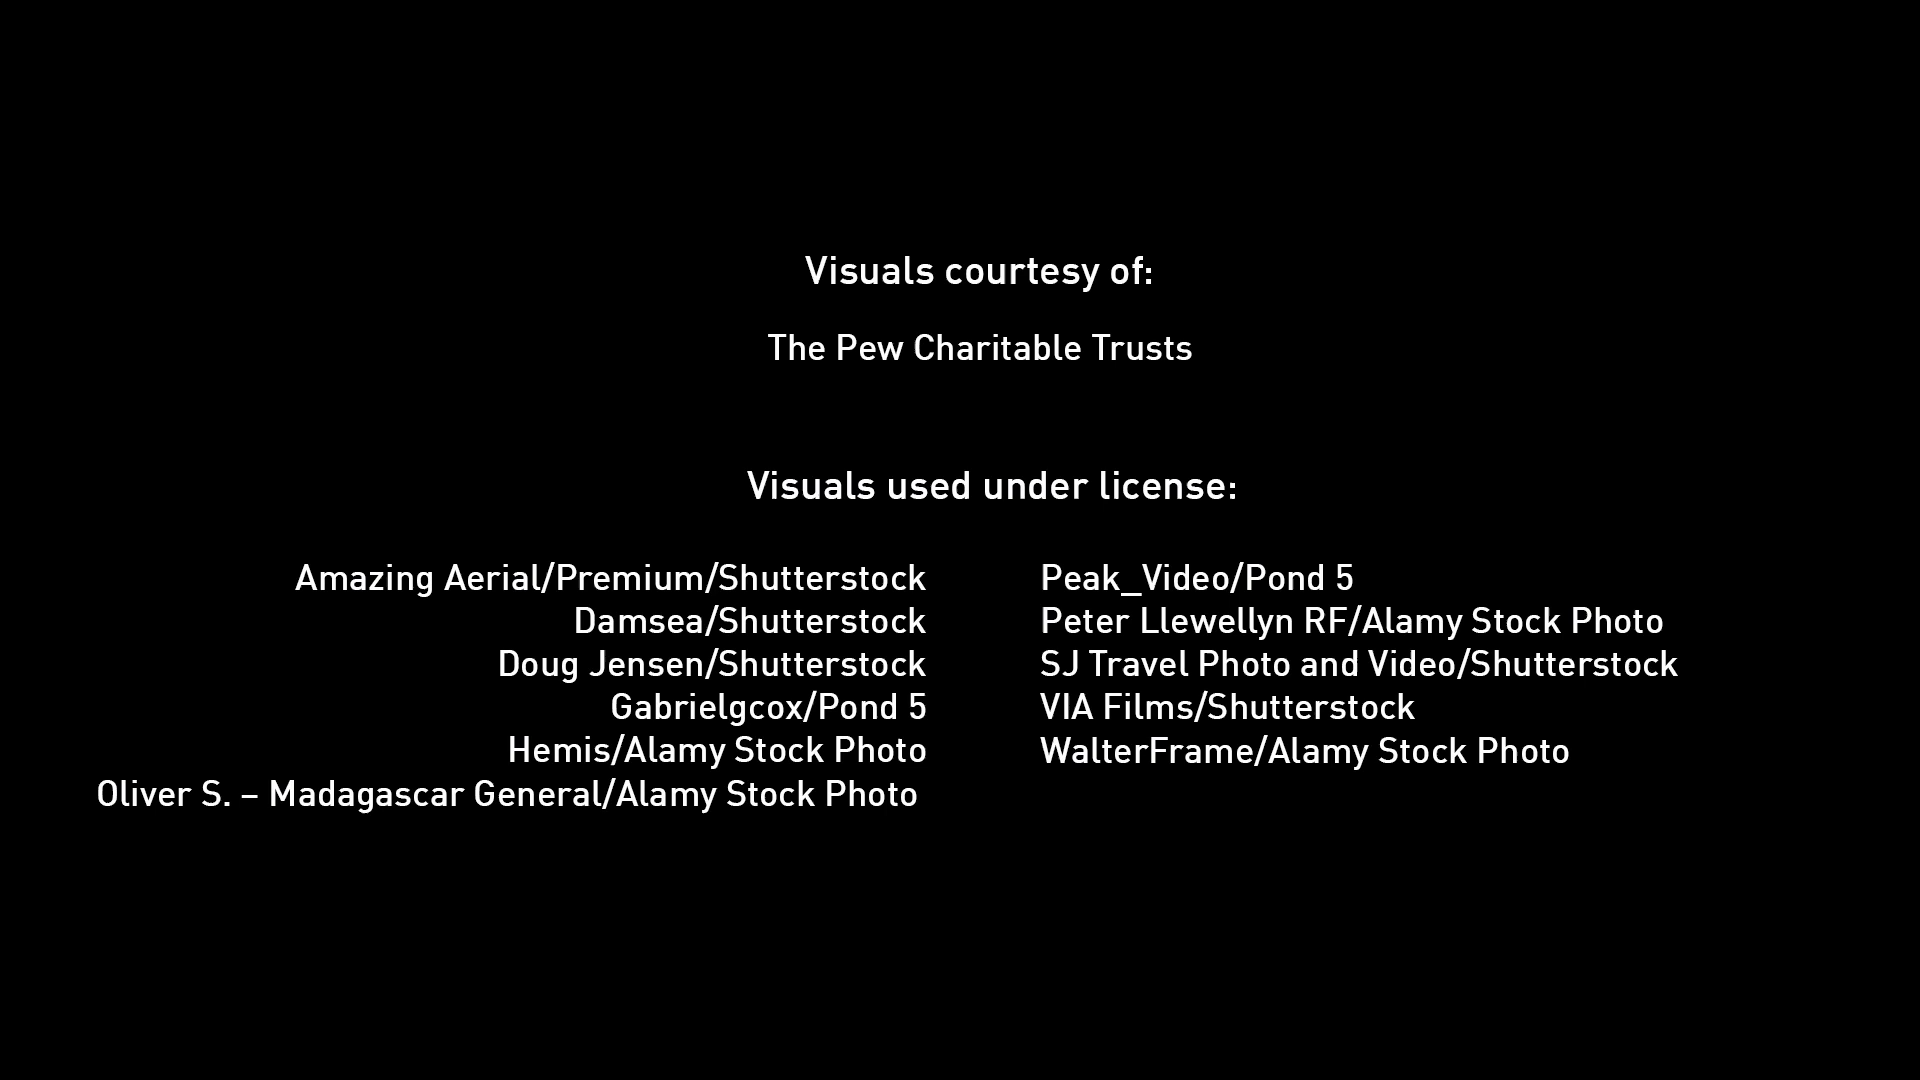 Visuals courtesy of:
The Pew Charitable Trusts
Visuals used under license:
Amazing Aerial/Premium/Shutterstock
Damsea/Shutterstock
Doug Jensen/Shutterstock
Gabrielgcox/Pond 5
Hemis/Alamy Stock Photo
Oliver S. – Madagascar General/Alamy Stock Photo
Peak_Video/Pond 5
Peter Llewellyn RF/Alamy Stock Photo
SJ Travel Photo and Video/Shutterstock
VIA Films/Shutterstock
WalterFrame/Alamy Stock Photo